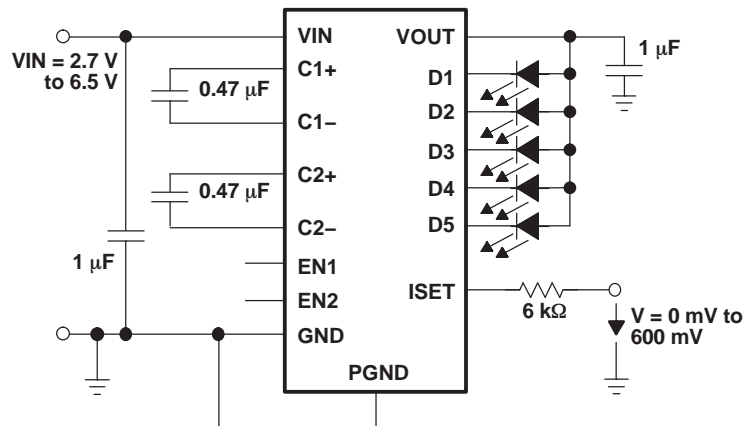 VIN
VOUT
1 μF
VIN = 2.7 V
to 6.5 V
C1+
0.47 μF
C1−
D1
D2
D3
C2+
0.47 μF
C2−
D4
D5
1 μF
EN1
EN2
GND
ISET
6 kΩ
V = 0 mV to
600 mV
PGND